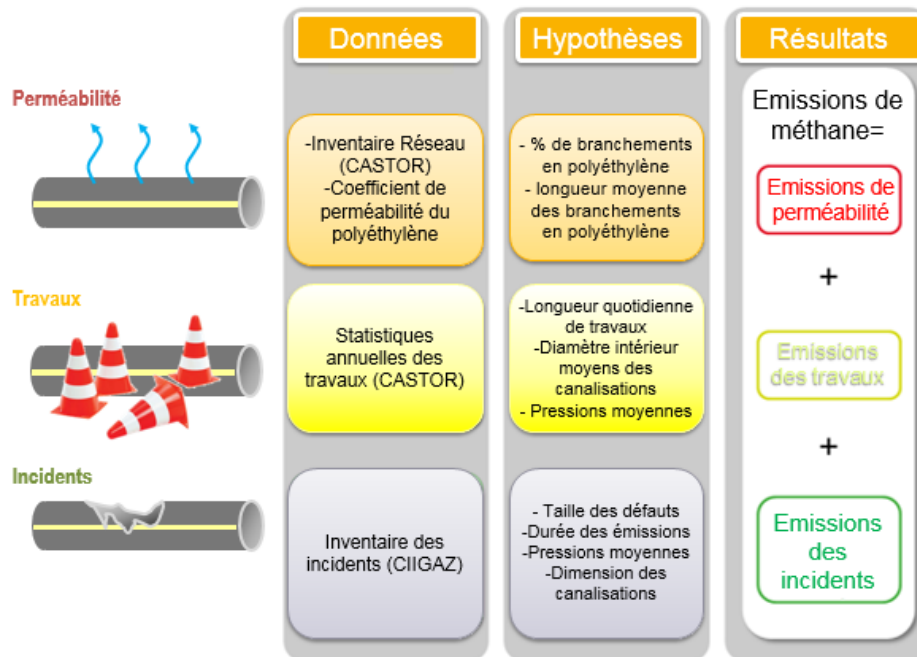 Données
Hypothèses
Résultats
Perméabilité
-Inventaire Réseau
(CASTOR)
-Coefficient de
perméabilité du
polyéthylène
- % de branchements
en polyéthylène
- longueur moyenne
des branchements
en polyéthylène
Emissions de
méthane=
Emissions de
perméabilité
+
Travaux
Statistiques
annuelles des
travaux (CASTOR)
-Longueur quotidienne
de travaux
-Diamètre intérieur
moyens des
canalisations
- Pressions moyennes
Emissions
des travaux
+
Incidents
Inventaire des
incidents (CIIGAZ)
- Taille des défauts
-Durée des émissions
-Pressions moyennes
-Dimension des
canalisations
Emissions
des
incidents